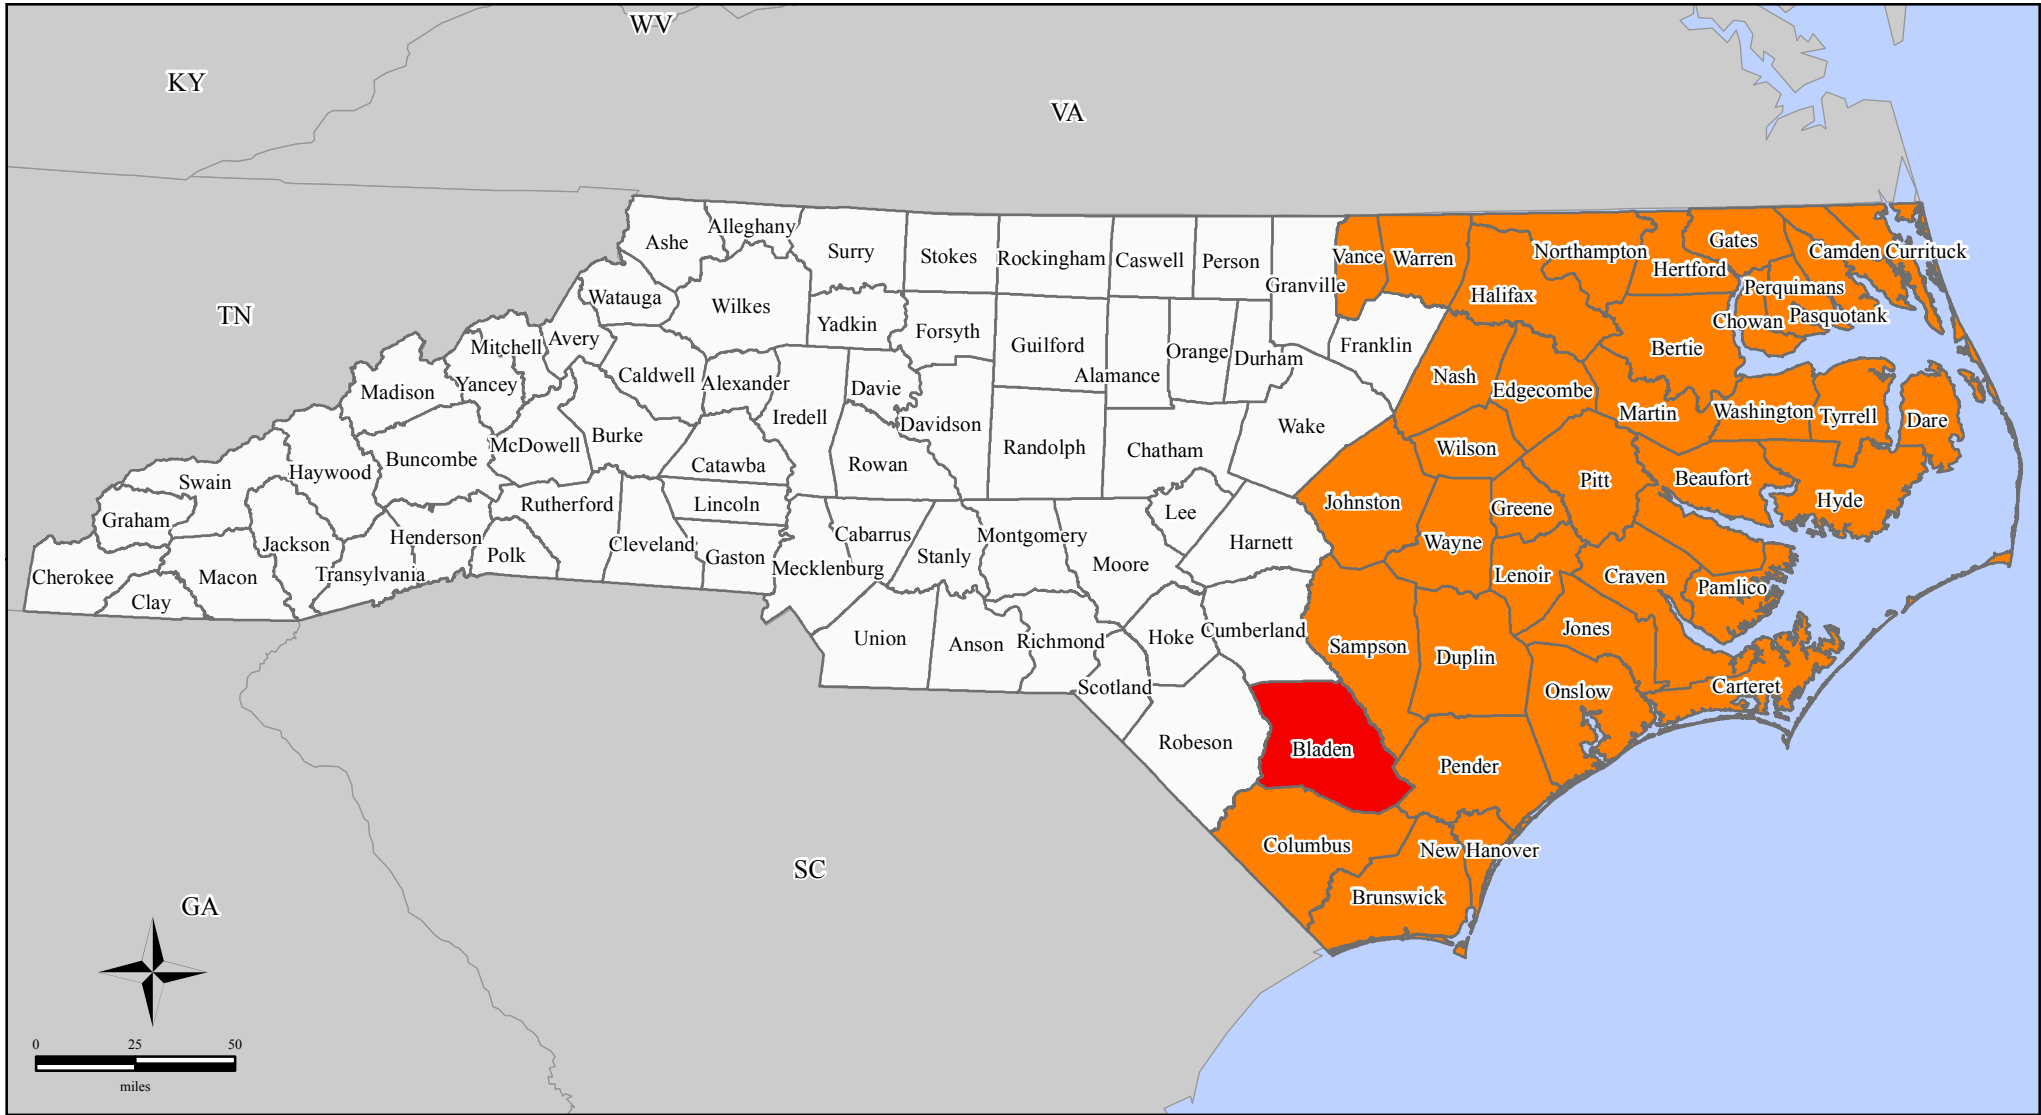 WV
KY
VA
TN
SC
GA
Ashe
Alleghany
Surry
Stokes
Rockingham
Caswell
Person
Granville
Vance
Warren
Northampton
Gates
Hertford
Camden
Currituck
Halifax
Perquimans
Pasquotank
Chowan
Bertie
Watauga
Wilkes
Yadkin
Forsyth
Guilford
Alamance
Orange
Durham
Franklin
Nash
Edgecombe
Martin
Washington
Tyrrell
Dare
Mitchell
Avery
Yancey
Madison
Caldwell
Alexander
Iredell
Davie
Davidson
Randolph
Chatham
Wake
Wilson
Pitt
Beaufort
Hyde
Swain
Haywood
Buncombe
McDowell
Burke
Catawba
Rowan
Lincoln
Graham
Jackson
Henderson
Rutherford
Polk
Cleveland
Gaston
Cabarrus
Mecklenburg
Stanly
Montgomery
Moore
Lee
Harnett
Johnston
Wayne
Greene
Lenoir
Craven
Pamlico
Cherokee
Clay
Macon
Transylvania
Union
Anson
Richmond
Scotland
Hoke
Cumberland
Sampson
Duplin
Jones
Onslow
Carteret
Robeson
Bladen
Pender
Columbus
New Hanover
Brunswick
0 25 50
miles